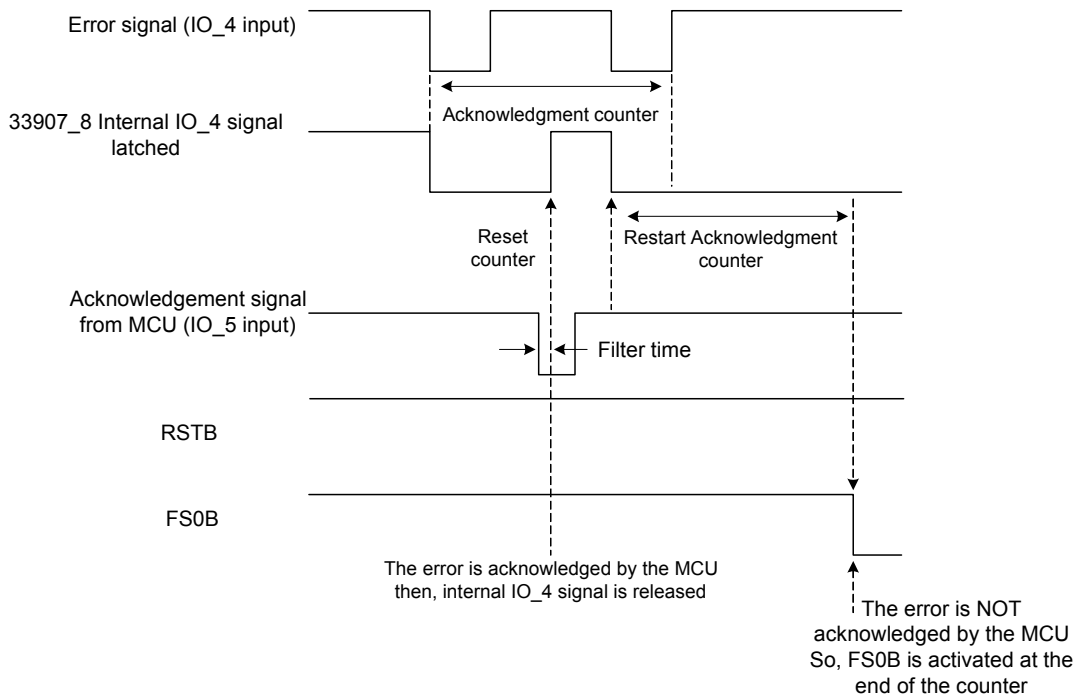 Error signal (IO_4 input)
Acknowledgment counter
33907_8 Internal IO_4 signal
latched
Reset
counter
Restart Acknowledgment
counter
Acknowledgement signal
from MCU (IO_5 input)
Filter time
RSTB
FS0B
The error is acknowledged by the MCU
then, internal IO_4 signal is released
The error is NOT
acknowledged by the MCU
So, FS0B is activated at the
end of the counter